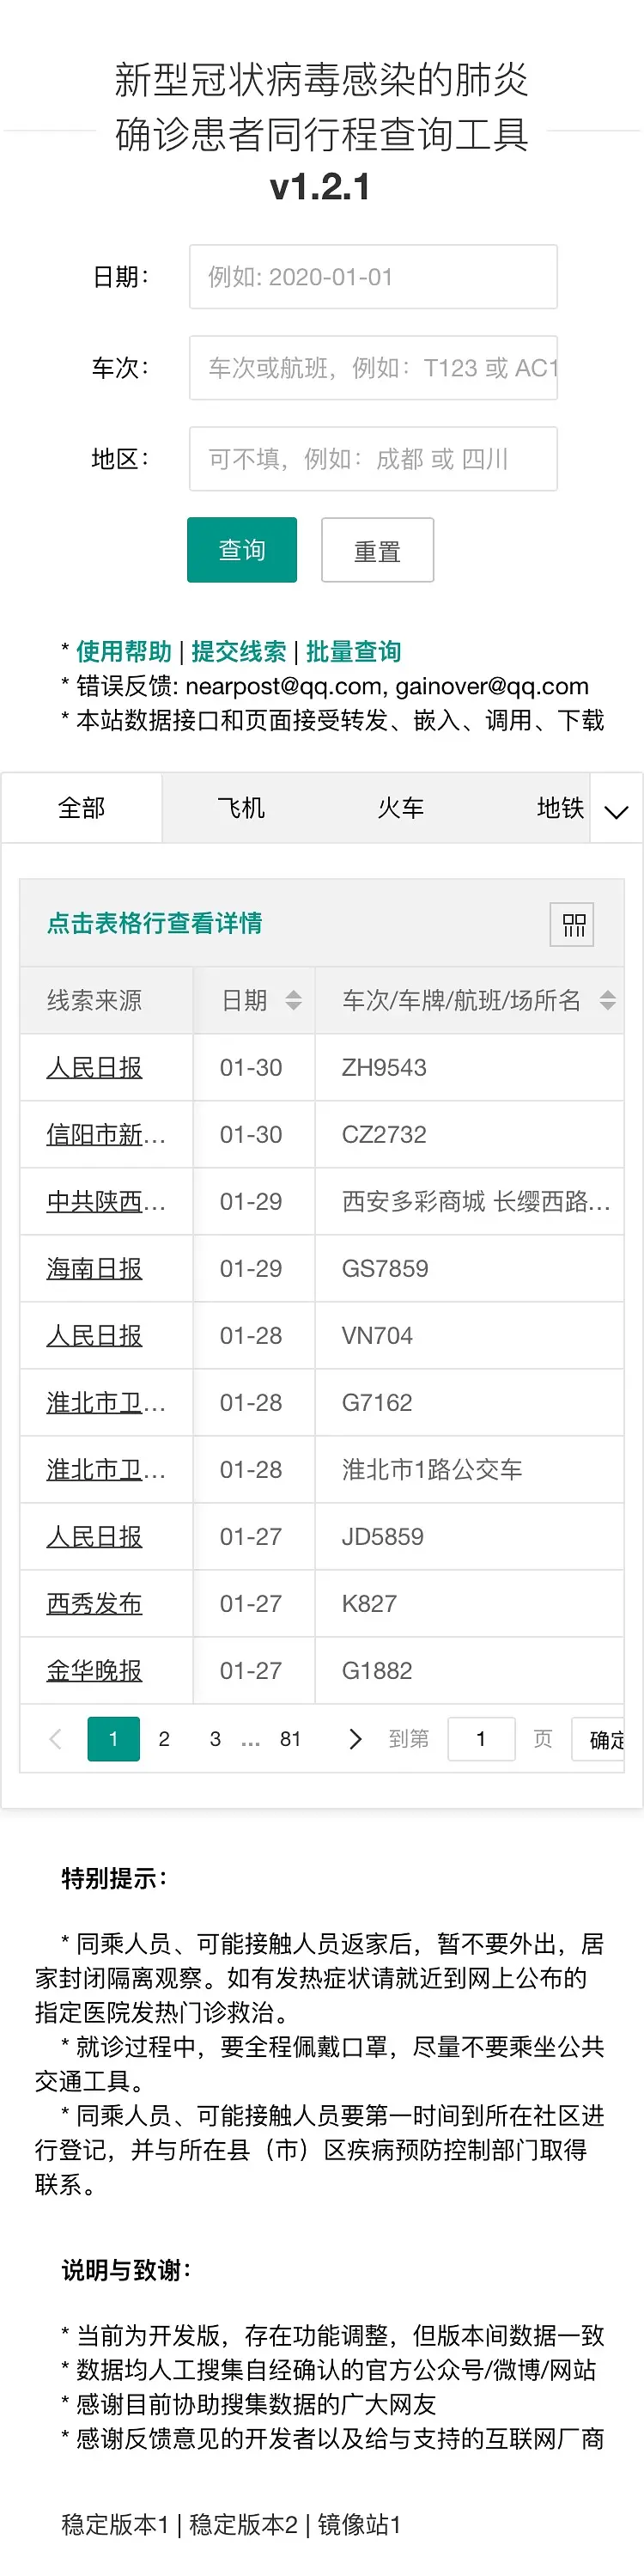 新型冠状病毒感染的肺炎
确诊患者同行程查询工具
v1.2.1
日期： 例如: 2020-01-01
车次： 车次或航班，例如：T123 或 AC1
地区： 可不填，例如：成都 或 四川
查询 重置
* 使用帮助 | 提交线索 | 批量查询
* 错误反馈: nearpost@qq.com, gainover@qq.com
* 本站数据接口和页面接受转发、嵌入、调用、下载
全部 飞机 火车 地铁
点击表格行查看详情
线索来源 日期 车次/车牌/航班/场所名
人民日报 01-30 ZH9543
信阳市新... 01-30 CZ2732
中共陕西... 01-29 西安多彩商城 长缨西路...
海南日报 01-29 GS7859
人民日报 01-28 VN704
淮北市卫... 01-28 G7162
淮北市卫... 01-28 淮北市1路公交车
人民日报 01-27 JD5859
西秀发布 01-27 K827
金华晚报 01-27 G1882
1 2 3 ... 81 到第 1 页 确定
特别提示：
* 同乘人员、可能接触人员返家后，暂不要外出，居
家封闭隔离观察。如有发热症状请就近到网上公布的
指定医院发热门诊救治。
* 就诊过程中，要全程佩戴口罩，尽量不要乘坐公共
交通工具。
* 同乘人员、可能接触人员要第一时间到所在社区进
行登记，并与所在县（市）区疾病预防控制部门取得
联系。
说明与致谢：
* 当前为开发版，存在功能调整，但版本间数据一致
* 数据均人工搜集自经确认的官方公众号/微博/网站
* 感谢目前协助搜集数据的广大网友
* 感谢反馈意见的开发者以及给与支持的互联网厂商
稳定版本1 | 稳定版本2 | 镜像站1